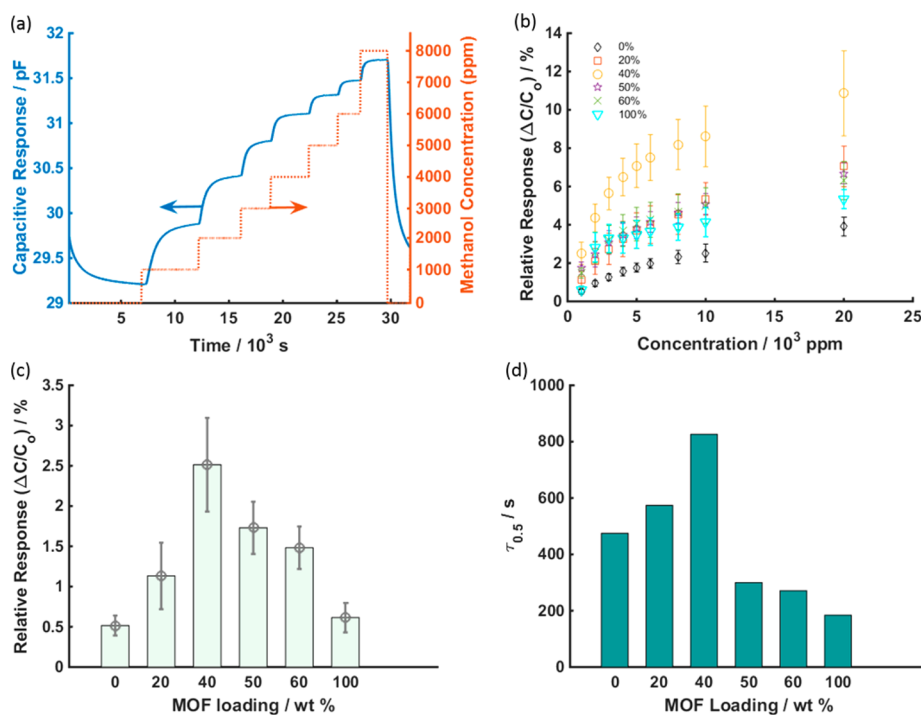 (a)
32
31.5
31
30.5
30
29.5
29
Capacitive Response / pF
8000
7000
6000
5000
4000
3000
2000
1000
0
Methanol Concentration (ppm)
5 10 15 20 25 30
Time / 10³ s
(b)
14
12
10
8
6
4
2
0
Relative Response (ΔC/Co) / %
0%
20%
40%
50%
60%
100%
0 5 10 15 20 25
Concentration / 10³ ppm
(c)
3.5
3
2.5
2
1.5
1
0.5
0
Relative Response (ΔC/Co) / %
0 20 40 50 60 100
MOF loading / wt %
(d)
1000
800
600
400
200
0
τ0.5 / s
0 20 40 50 60 100
MOF Loading / wt %